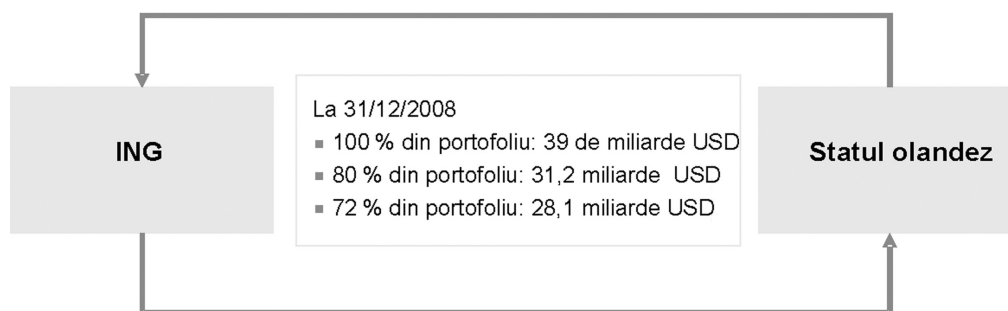 ING
La 31/12/2008
▪ 100 % din portofoliu: 39 de miliarde USD
▪ 80 % din portofoliu: 31,2 miliarde USD
▪ 72 % din portofoliu: 28,1 miliarde USD
Statul olandez